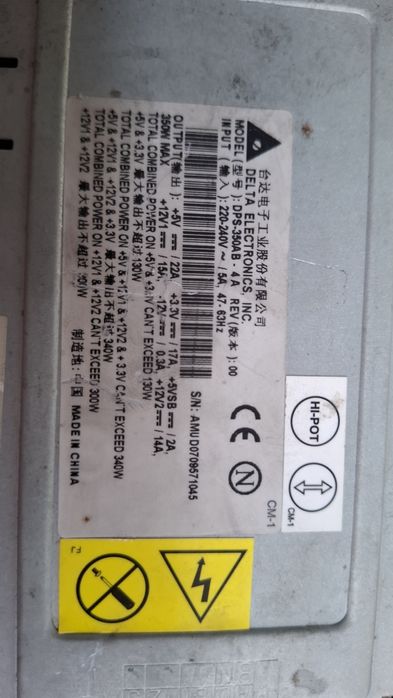 台达电子工业股份有限公司
DELTA ELECTRONICS, INC.
MODEL (型号): DPS-350AB-4 A REV (版本): 00
INPUT (输入): 220-240V ~ / 5A, 47-63Hz
S/N: AMUD0709571045
OUTPUT(输出): +5V ⎓ / 22A, +3.3V ⎓ / 17A, +5VSB ⎓ / 2A,
350W MAX +12V1 ⎓ / 15A, -12V ⎓ / 0.3A, +12V2 ⎓ / 14A,
TOTAL COMBINED POWER ON +5V & +3.3V CAN'T EXCEED 130W
+5V & +3.3V 最大输出不超过 130W
TOTAL COMBINED POWER ON +5V & +12V1 & +12V2 & +3.3V CAN'T EXCEED 340W
+5V & +12V1 & +12V2 & +3.3V 最大输出不超过 340W
TOTAL COMBINED POWER ON +12V1 & +12V2 CAN'T EXCEED 300W
+12V1 & +12V2 最大输出不超过 300W
制造地: 中国 MADE IN CHINA
CE
N
CM-1
HI-POT
CM-1